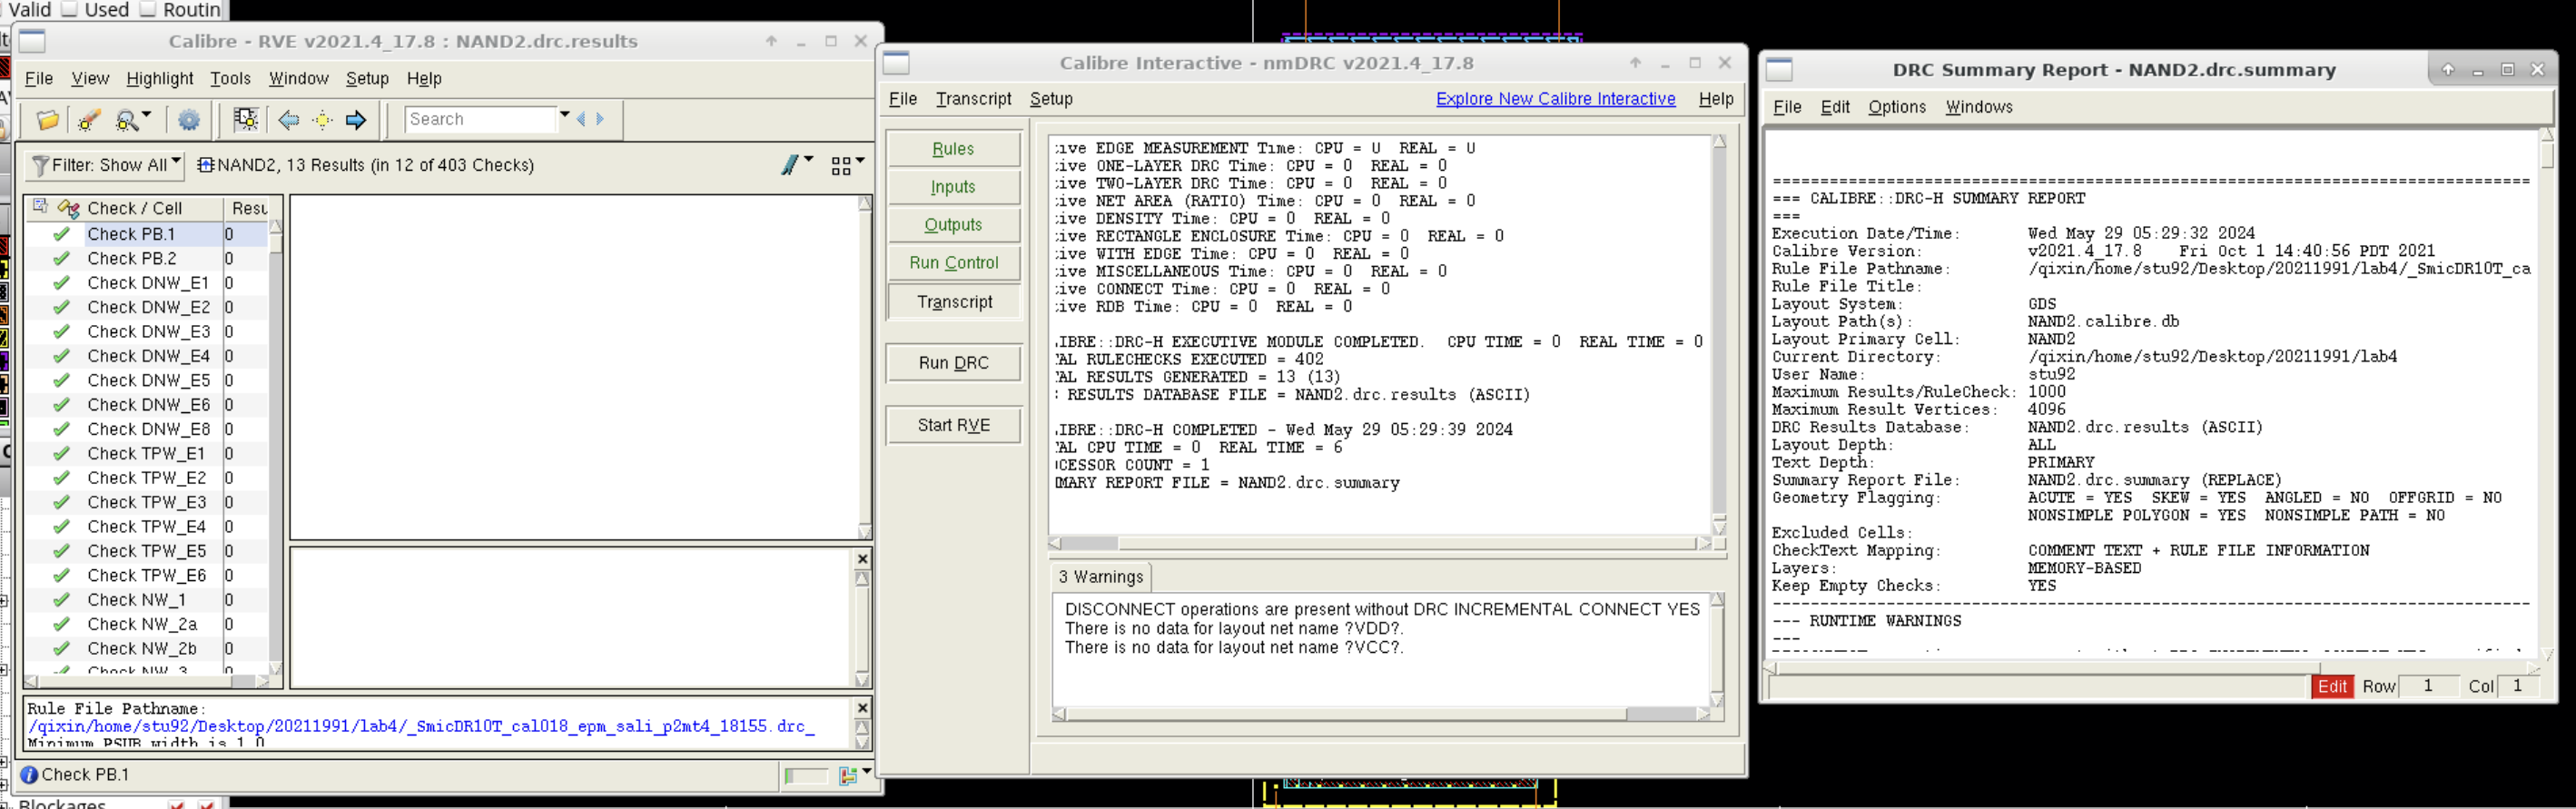 Valid Used Routin
Calibre - RVE v2021.4_17.8 : NAND2.drc.results
File View Highlight Tools Window Setup Help
Search
Filter: Show All NAND2, 13 Results (in 12 of 403 Checks)
Check / Cell Resu
Check PB.1 0
Check PB.2 0
Check DNW_E1 0
Check DNW_E2 0
Check DNW_E3 0
Check DNW_E4 0
Check DNW_E5 0
Check DNW_E6 0
Check DNW_E8 0
Check TPW_E1 0
Check TPW_E2 0
Check TPW_E3 0
Check TPW_E4 0
Check TPW_E5 0
Check TPW_E6 0
Check NW_1 0
Check NW_2a 0
Check NW_2b 0
Check NW_3 0
Rule File Pathname:
/qixin/home/stu92/Desktop/20211991/lab4/_SmicDR10T_cal018_epm_sali_p2mt4_18155.drc_
Minimum PSUB width is 1.0
Check PB.1
Blockages
Calibre Interactive - nmDRC v2021.4_17.8
File Transcript Setup Explore New Calibre Interactive Help
Rules
Inputs
Outputs
Run Control
Transcript
Run DRC
Start RVE
:ive EDGE MEASUREMENT Time: CPU = 0 REAL = 0
:ive ONE-LAYER DRC Time: CPU = 0 REAL = 0
:ive TWO-LAYER DRC Time: CPU = 0 REAL = 0
:ive NET AREA (RATIO) Time: CPU = 0 REAL = 0
:ive DENSITY Time: CPU = 0 REAL = 0
:ive RECTANGLE ENCLOSURE Time: CPU = 0 REAL = 0
:ive WITH EDGE Time: CPU = 0 REAL = 0
:ive MISCELLANEOUS Time: CPU = 0 REAL = 0
:ive CONNECT Time: CPU = 0 REAL = 0
:ive RDB Time: CPU = 0 REAL = 0
IBRE::DRC-H EXECUTIVE MODULE COMPLETED. CPU TIME = 0 REAL TIME = 0
AL RULECHECKS EXECUTED = 402
AL RESULTS GENERATED = 13 (13)
: RESULTS DATABASE FILE = NAND2.drc.results (ASCII)
IBRE::DRC-H COMPLETED - Wed May 29 05:29:39 2024
AL CPU TIME = 0 REAL TIME = 6
CESSOR COUNT = 1
MARY REPORT FILE = NAND2.drc.summary
3 Warnings
DISCONNECT operations are present without DRC INCREMENTAL CONNECT YES
There is no data for layout net name ?VDD?.
There is no data for layout net name ?VCC?.
DRC Summary Report - NAND2.drc.summary
File Edit Options Windows
==================================================================================
=== CALIBRE::DRC-H SUMMARY REPORT
===
Execution Date/Time: Wed May 29 05:29:32 2024
Calibre Version: v2021.4_17.8 Fri Oct 1 14:40:56 PDT 2021
Rule File Pathname: /qixin/home/stu92/Desktop/20211991/lab4/_SmicDR10T_ca
Rule File Title:
Layout System: GDS
Layout Path(s): NAND2.calibre.db
Layout Primary Cell: NAND2
Current Directory: /qixin/home/stu92/Desktop/20211991/lab4
User Name: stu92
Maximum Results/RuleCheck: 1000
Maximum Result Vertices: 4096
DRC Results Database: NAND2.drc.results (ASCII)
Layout Depth: ALL
Text Depth: PRIMARY
Summary Report File: NAND2.drc.summary (REPLACE)
Geometry Flagging: ACUTE = YES SKEW = YES ANGLED = NO OFFGRID = NO
NONSIMPLE POLYGON = YES NONSIMPLE PATH = NO
Excluded Cells:
CheckText Mapping: COMMENT TEXT + RULE FILE INFORMATION
Layers: MEMORY-BASED
Keep Empty Checks: YES
----------------------------------------------------------------------------------
--- RUNTIME WARNINGS
---
Edit Row 1 Col 1